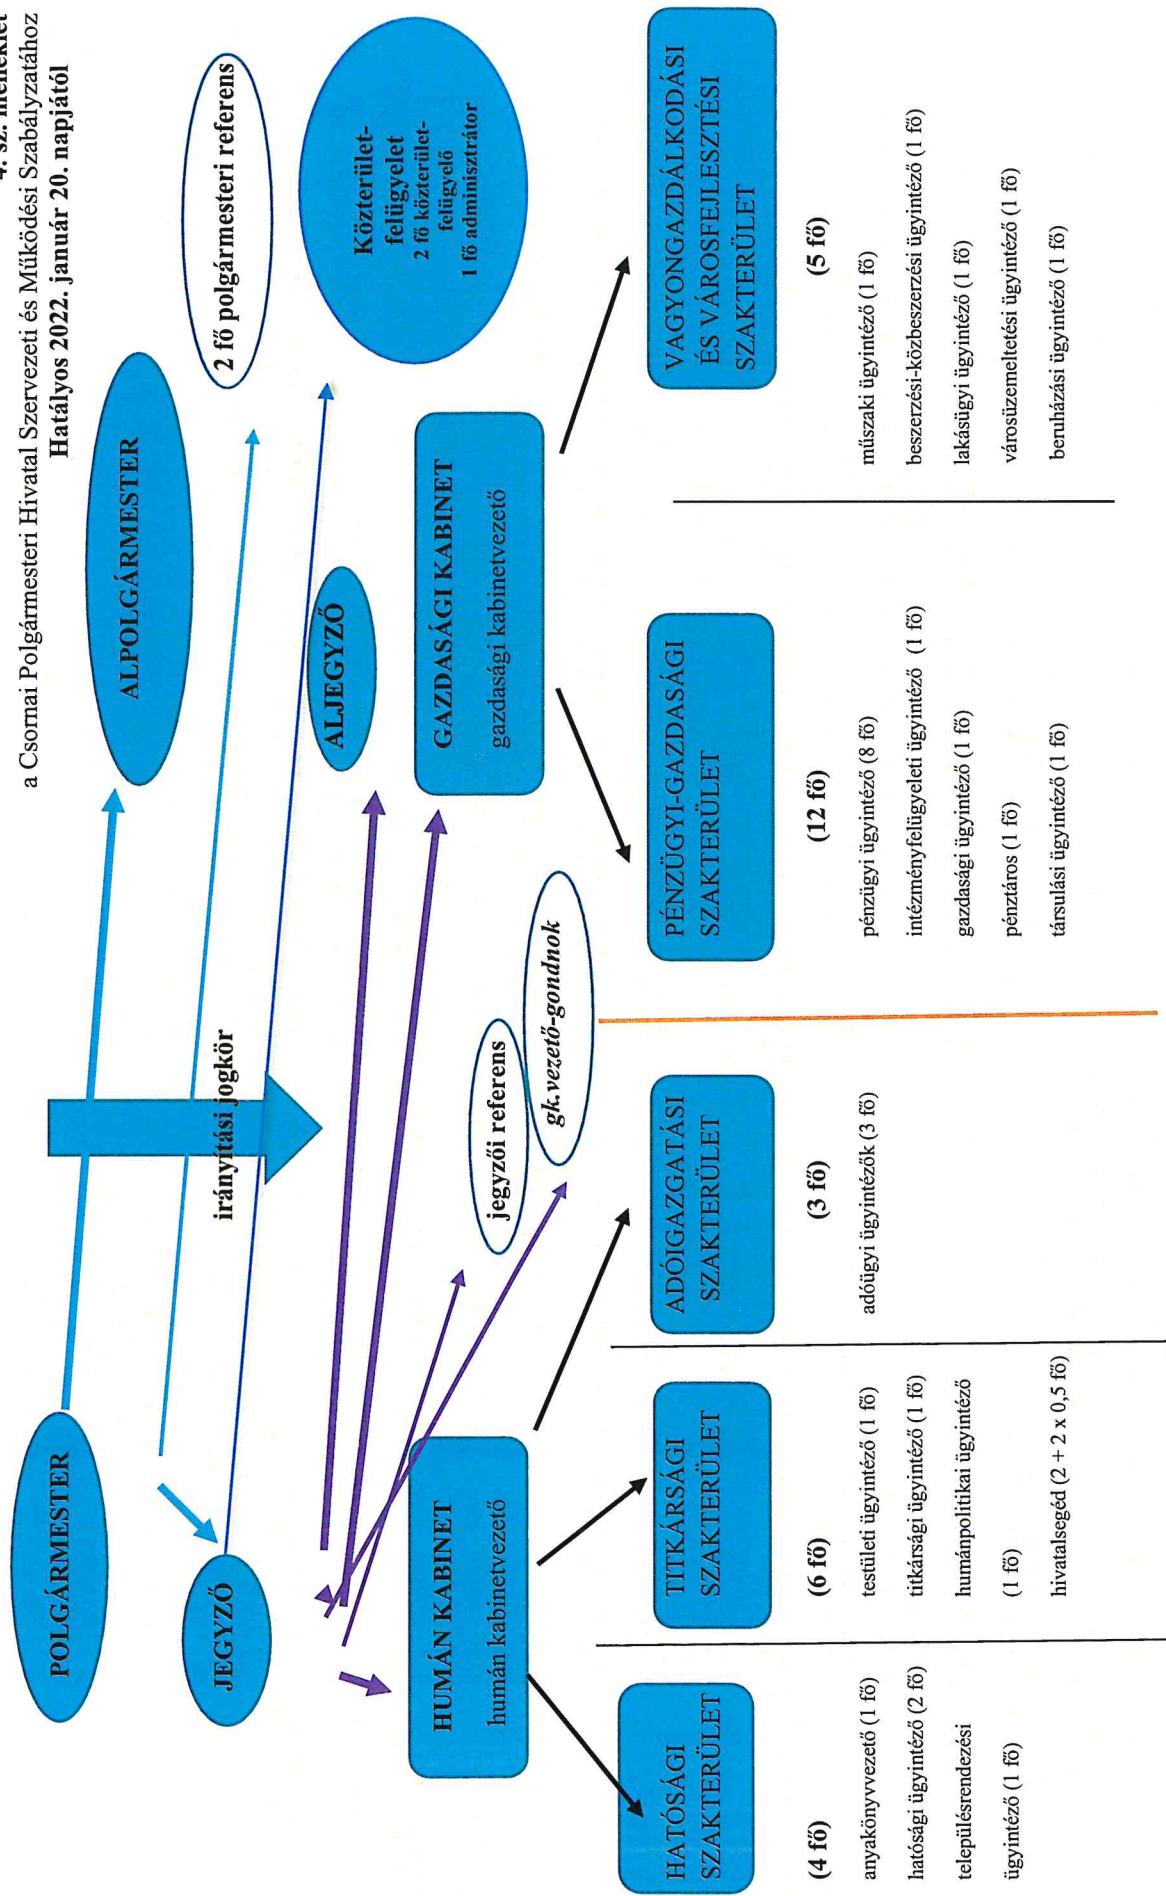 4. sz. melléklet
a Csornai Polgármesteri Hivatal Szervezeti és Működési Szabályzatához
Hatályos 2022. január 20. napjától
POLGÁRMESTER
ALPOLGÁRMESTER
2 fő polgármesteri referens
JEGYZŐ
irányítási jogkör
ALJEGYZŐ
Közterület-
felügyelet
2 fő közterület-
felügyelő
1 fő adminisztrátor
HUMÁN KABINET
humán kabinetvezető
jegyzői referens
gk.vezető-gondnok
GAZDASÁGI KABINET
gazdasági kabinetvezető
HATÓSÁGI
SZAKTERÜLET
(4 fő)
anyakönyvvezető (1 fő)
hatósági ügyintéző (2 fő)
településrendezési
ügyintéző (1 fő)
TITKÁRSÁGI
SZAKTERÜLET
(6 fő)
testületi ügyintéző (1 fő)
titkársági ügyintéző (1 fő)
humánpolitikai ügyintéző
(1 fő)
hivatalsegéd (2 + 2 x 0,5 fő)
ADÓIGAZGATÁSI
SZAKTERÜLET
(3 fő)
adóügyi ügyintézők (3 fő)
PÉNZÜGYI-GAZDASÁGI
SZAKTERÜLET
(12 fő)
pénzügyi ügyintéző (8 fő)
intézményfelügyeleti ügyintéző (1 fő)
gazdasági ügyintéző (1 fő)
pénztáros (1 fő)
társulási ügyintéző (1 fő)
VAGYONGAZDÁLKODÁSI
ÉS VÁROSFEJLESZTÉSI
SZAKTERÜLET
(5 fő)
műszaki ügyintéző (1 fő)
beszerzési-közbeszerzési ügyintéző (1 fő)
lakásügyi ügyintéző (1 fő)
városüzemeltetési ügyintéző (1 fő)
beruházási ügyintéző (1 fő)